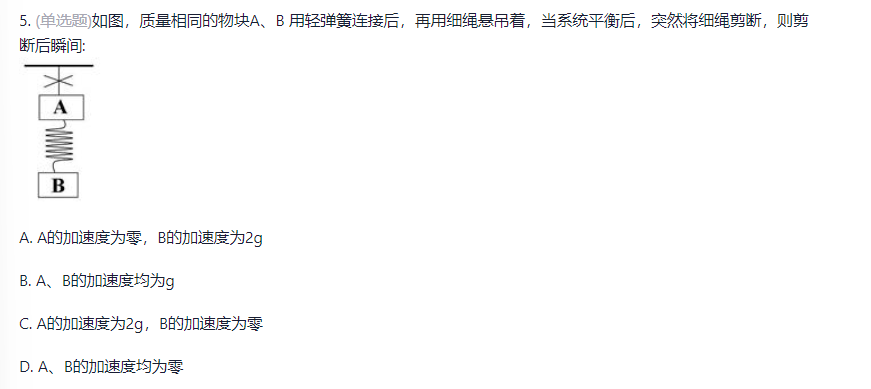 5. (单选题)如图，质量相同的物块A、B 用轻弹簧连接后，再用细绳悬吊着，当系统平衡后，突然将细绳剪断，则剪
断后瞬间:
A
B
A. A的加速度为零，B的加速度为2g
B. A、B的加速度均为g
C. A的加速度为2g，B的加速度为零
D. A、B的加速度均为零